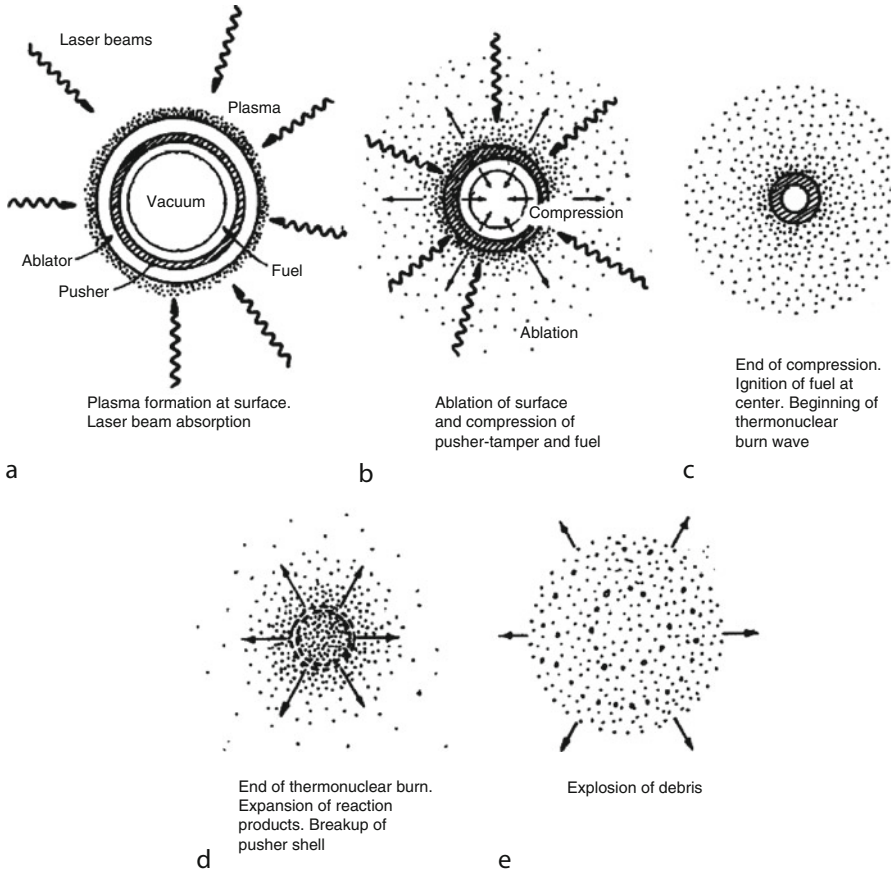 Laser beams
Plasma
Vacuum
Ablator
Pusher
Fuel
Plasma formation at surface.
Laser beam absorption
a
Compression
Ablation
Ablation of surface
and compression of
pusher-tamper and fuel
b
End of compression.
Ignition of fuel at
center. Beginning of
thermonuclear
burn wave
c
End of thermonuclear burn.
Expansion of reaction
products. Breakup of
pusher shell
d
Explosion of debris
e